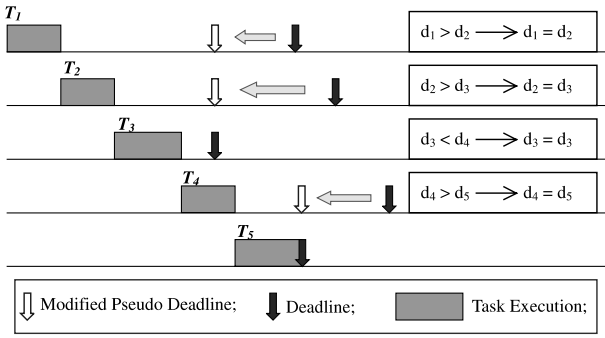 T1
d1 > d2 ⟶ d1 = d2
T2
d2 > d3 ⟶ d2 = d3
T3
d3 < d4 ⟶ d3 = d3
T4
d4 > d5 ⟶ d4 = d5
T5
Modified Pseudo Deadline; Deadline; Task Execution;